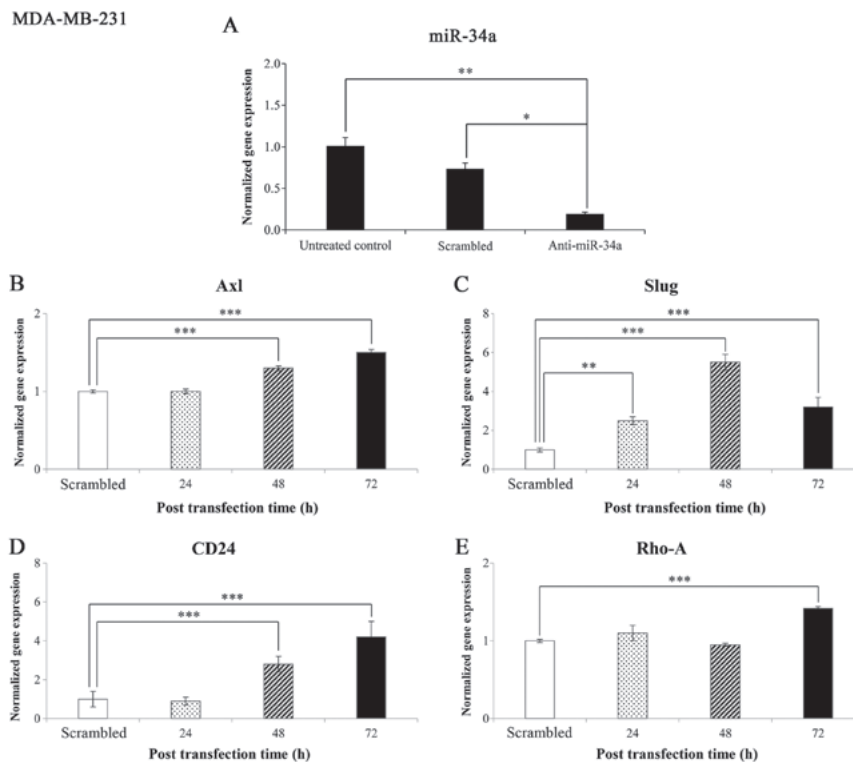 MDA-MB-231
A
miR-34a
Normalized gene expression
2.0
1.5
1.0
0.5
0.0
**
*
Untreated control
Scrambled
Anti-miR-34a
B
Axl
Normalized gene expression
2
1
0
***
***
Scrambled
24
48
72
Post transfection time (h)
C
Slug
Normalized gene expression
8
6
4
2
0
***
***
**
Scrambled
24
48
72
Post transfection time (h)
D
CD24
Normalized gene expression
8
6
4
2
0
***
***
Scrambled
24
48
72
Post transfection time (h)
E
Rho-A
Normalized gene expression
2
1
0
***
Scrambled
24
48
72
Post transfection time (h)